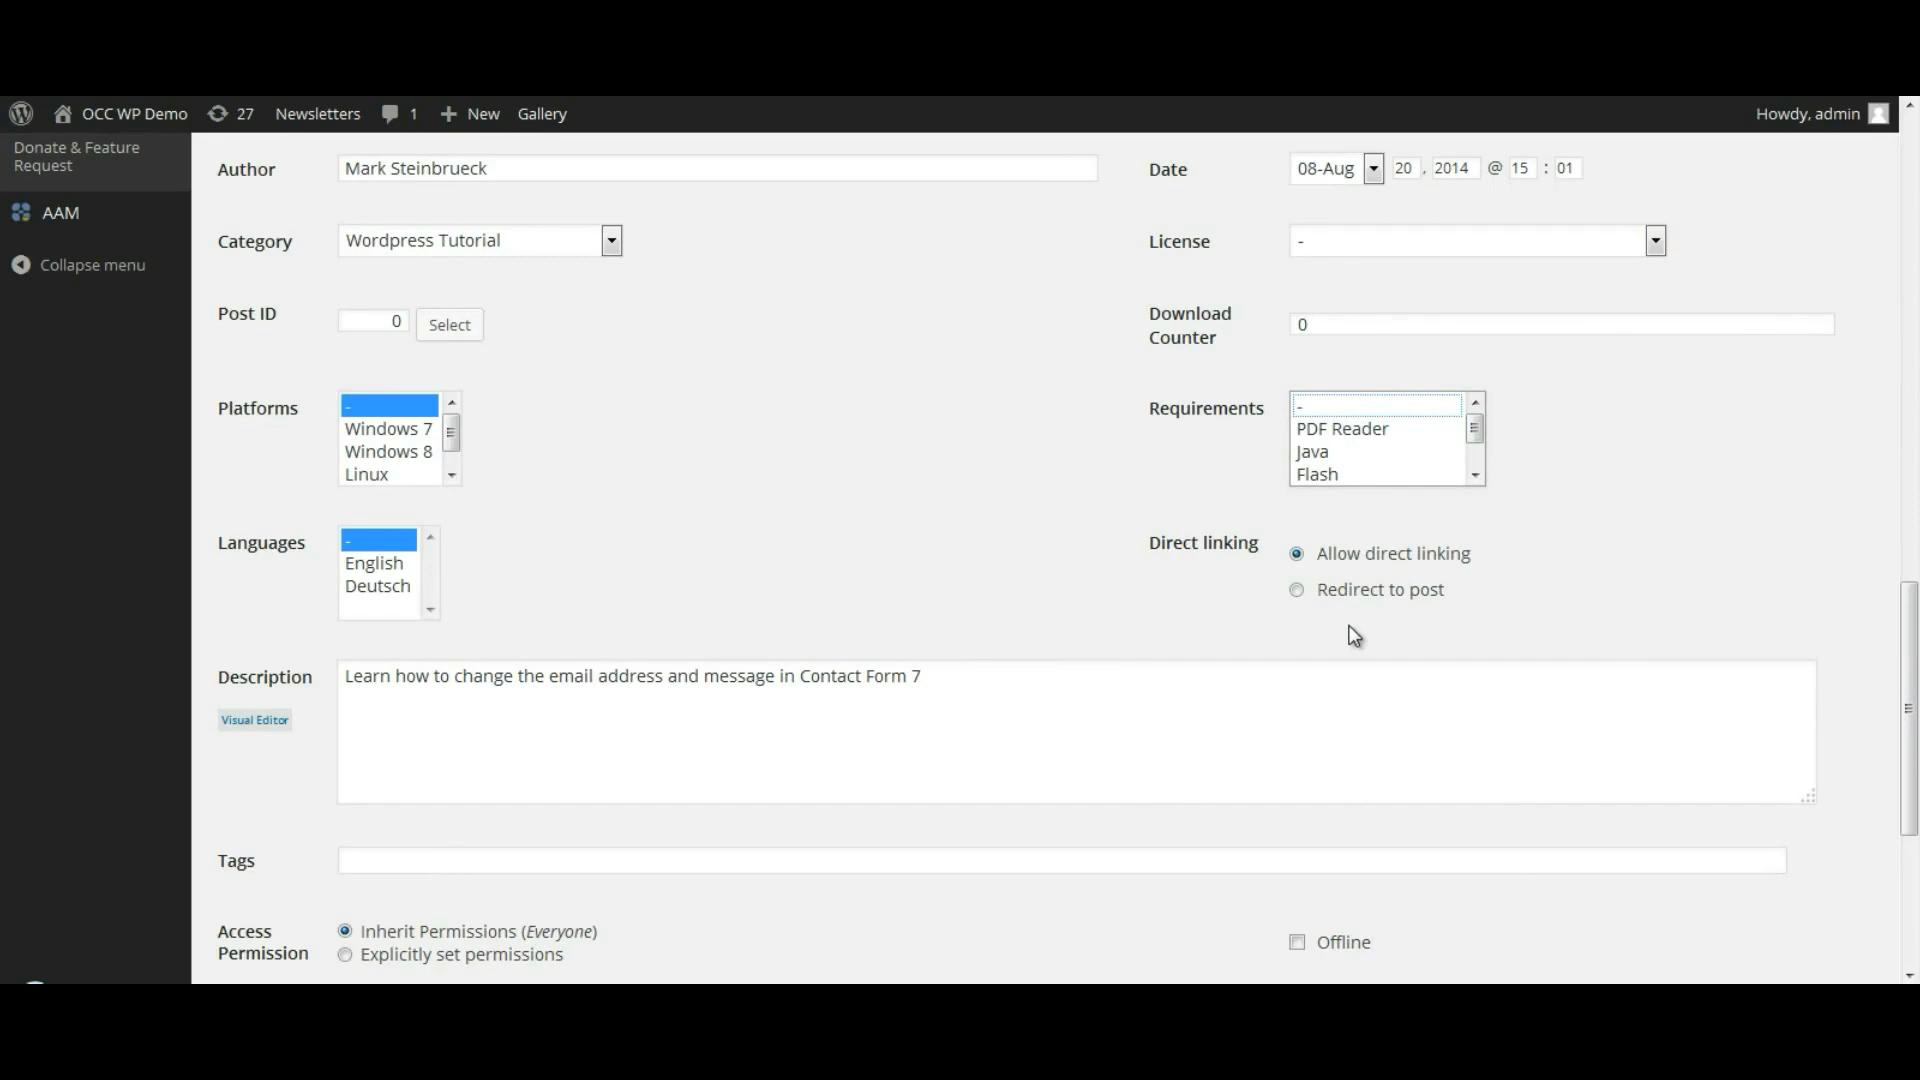 OCC WP Demo 27 Newsletters 1 New Gallery Howdy, admin
Donate & Feature
Request
AAM
Collapse menu
Author Mark Steinbrueck Date 08-Aug 20 , 2014 @ 15 : 01
Category Wordpress Tutorial License -
Post ID 0 Select Download
Counter 0
Platforms -
Windows 7
Windows 8
Linux
Requirements -
PDF Reader
Java
Flash
Languages -
English
Deutsch
Direct linking Allow direct linking
Redirect to post
Description Learn how to change the email address and message in Contact Form 7
Visual Editor
Tags
Access
Permission
Inherit Permissions (Everyone)
Explicitly set permissions
Offline